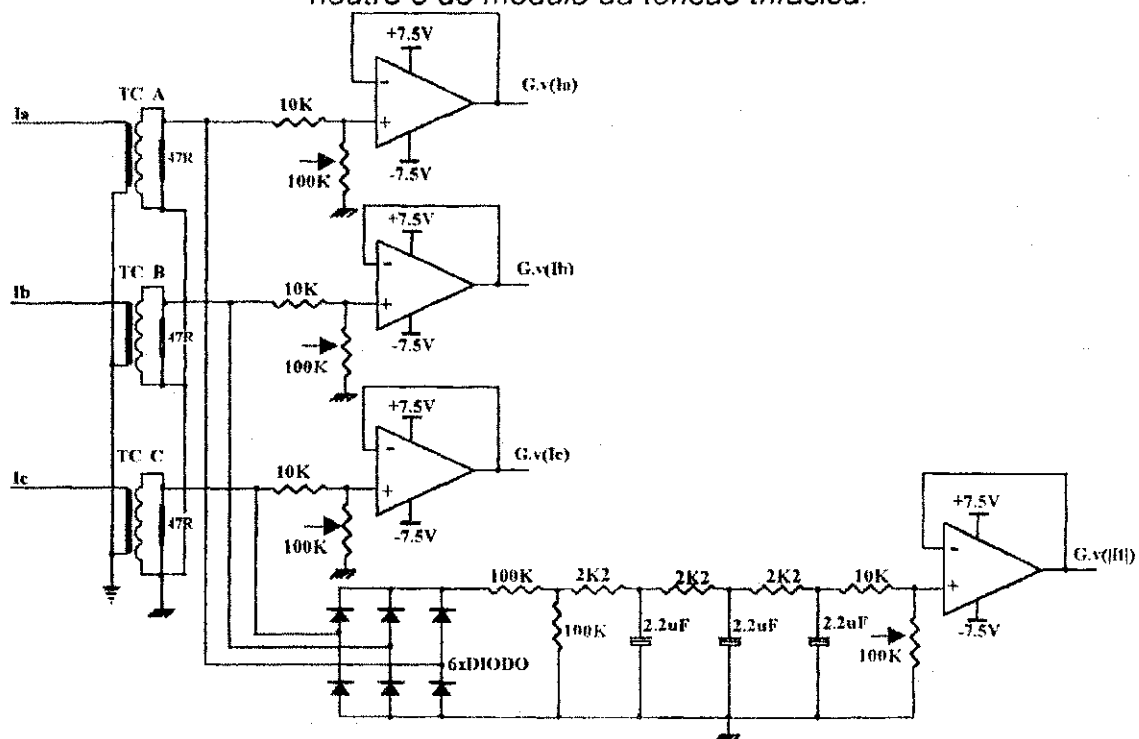 neutro e do módulo da tensão trifásica.
+7.5V
TC A
G.v(Ia)
Ia
10K
47R
100K
-7.5V
+7.5V
TC B
G.v(Ib)
Ib
10K
47R
100K
-7.5V
+7.5V
TC C
G.v(Ic)
Ic
10K
47R
100K
-7.5V
+7.5V
100K
2K2
2K2
2K2
10K
G.v(|It|)
100K
2.2uF
2.2uF
2.2uF
100K
-7.5V
6xDIODO